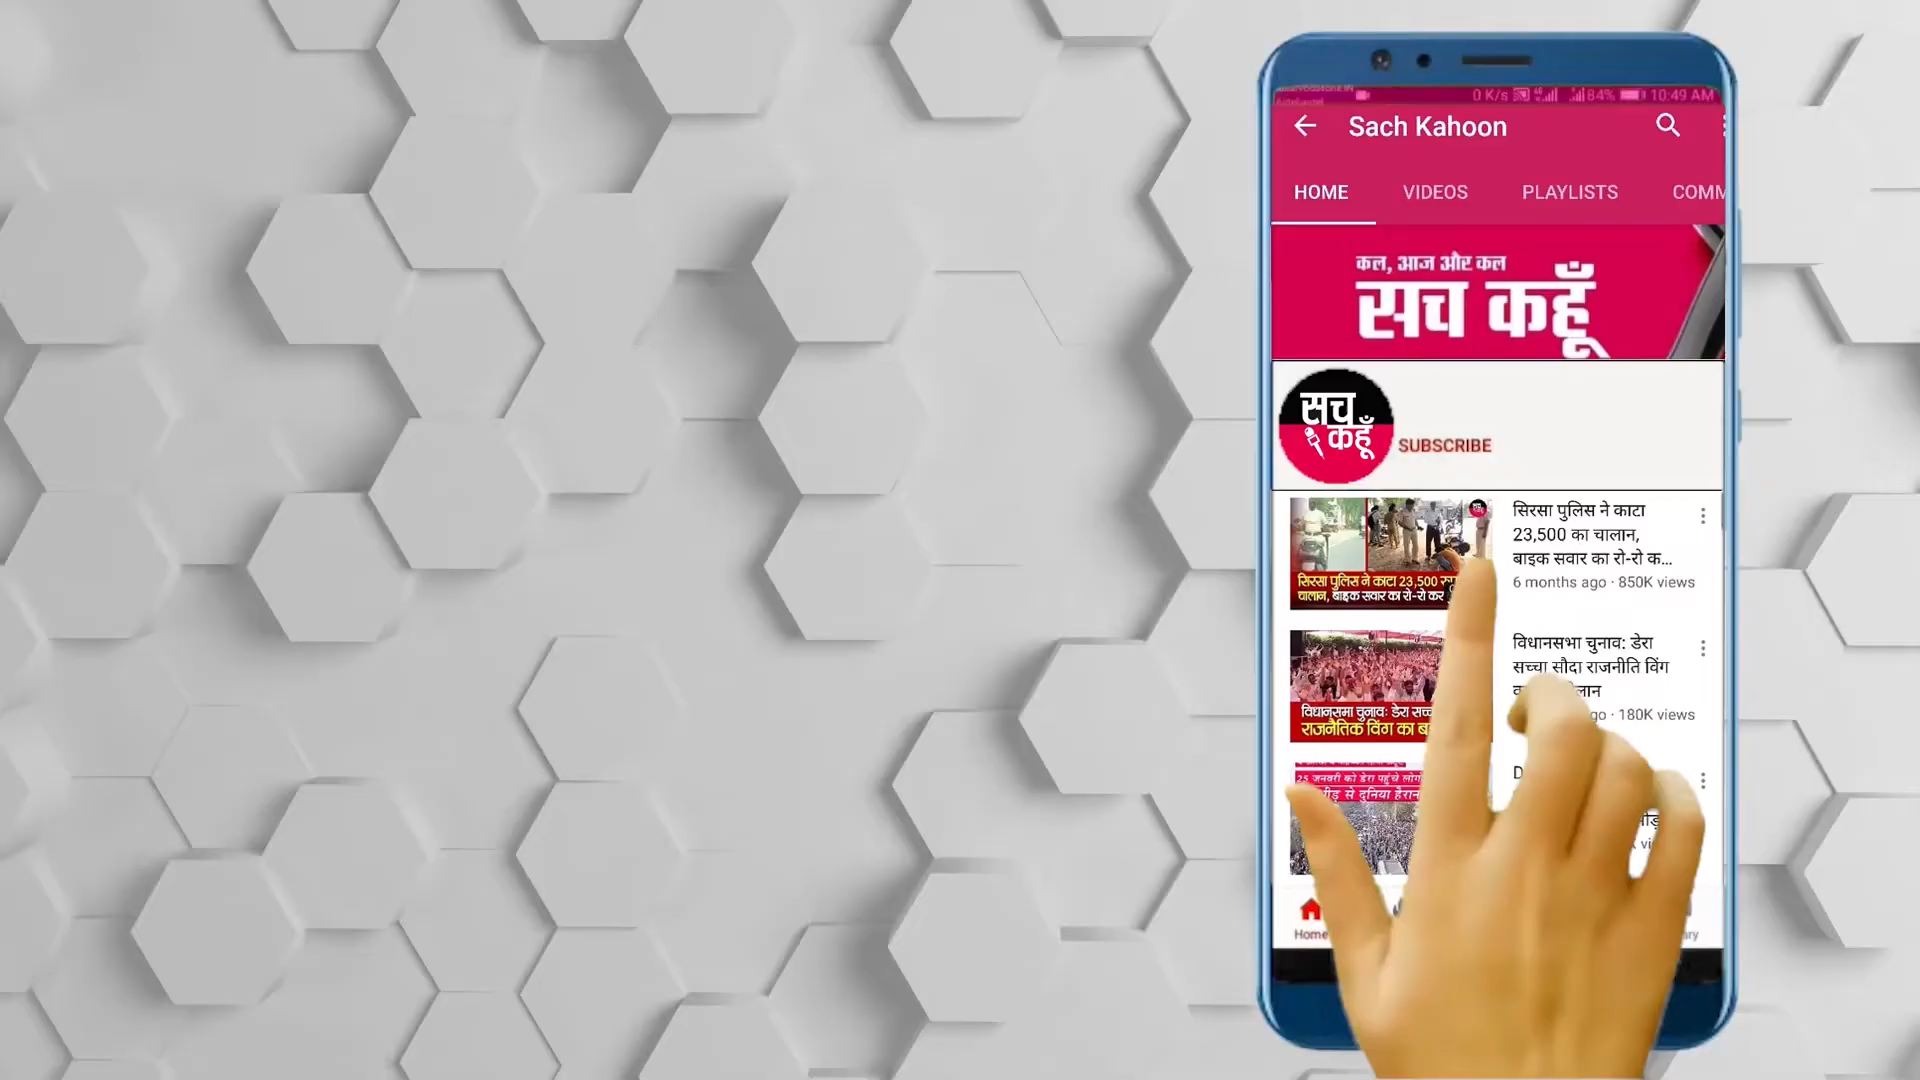 0 K/s 84% 10:49 AM
Sach Kahoon
HOME VIDEOS PLAYLISTS COMM
कल, आज और कल
सच कहूँ
सच
कहूँ
SUBSCRIBE
सिरसा पुलिस ने काटा 23,500
चालान, बाइक सवार का रो-रो कर
सिरसा पुलिस ने काटा
23,500 का चालान,
बाइक सवार का रो-रो क...
6 months ago · 850K views
विधानसभा चुनाव: डेरा
राजनैतिक विंग का
विधानसभा चुनाव: डेरा
सच्चा सौदा राजनीति विंग
go · 180K views
25 जनवरी को डेरा पहुंचे
से दुनिया हैरान
Home